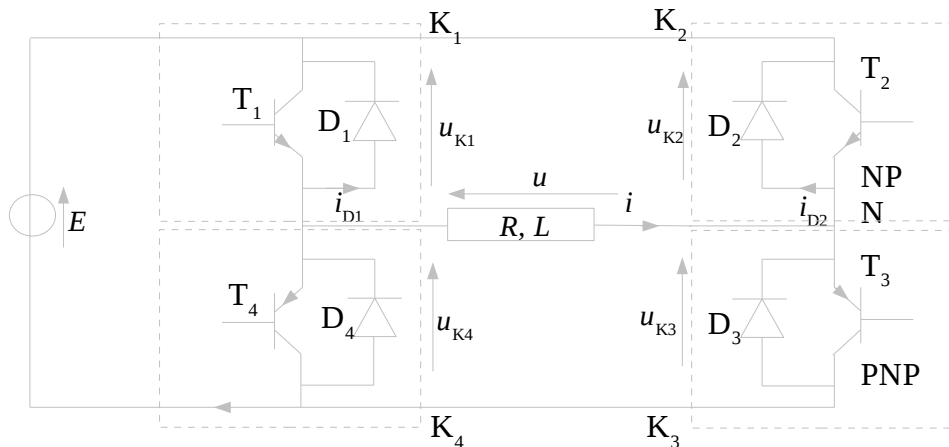 K1
K2
T1
D1
uK1
uK2
D2
T2
NP
N
E
iD1
u
i
iD2
R, L
T4
D4
uK4
uK3
D3
T3
PNP
K4
K3